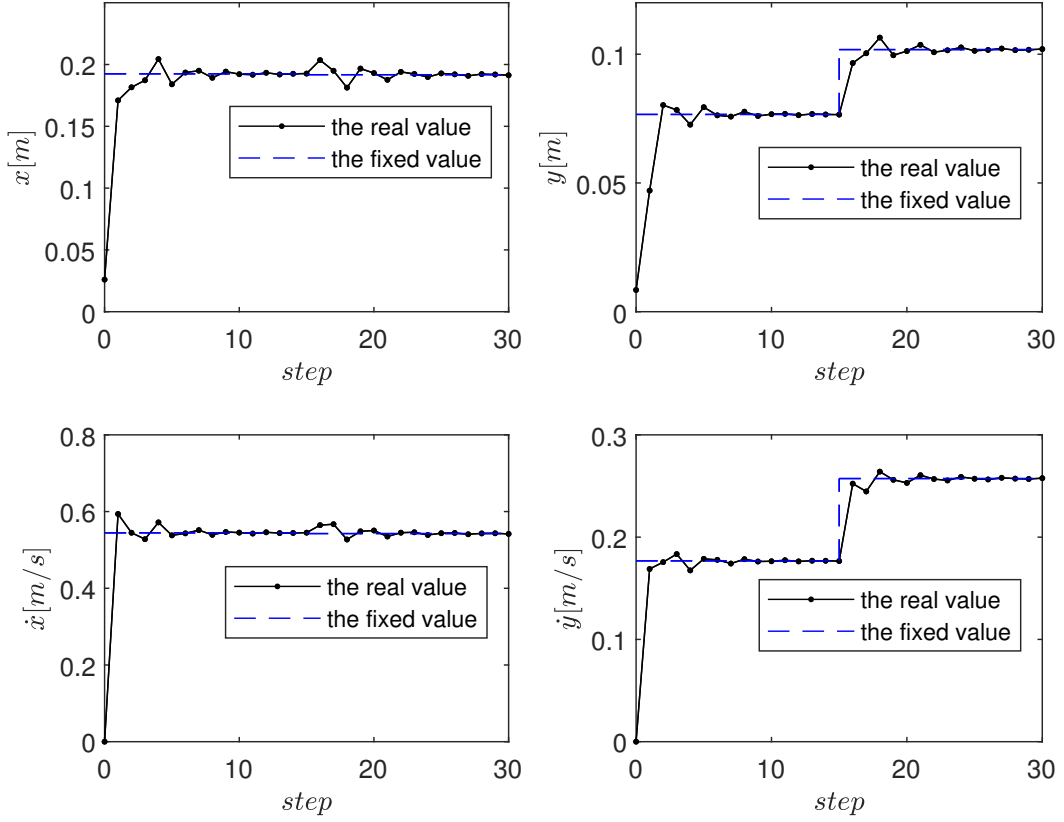 0.2
0.15
0.1
0.05
0
x[m]
the real value
the fixed value
0
10
20
30
step
0.1
0.05
0
y[m]
the real value
the fixed value
0
10
20
30
step
0.8
0.6
0.4
0.2
0
ẋ[m/s]
the real value
the fixed value
0
10
20
30
step
0.3
0.2
0.1
0
ẏ[m/s]
the real value
the fixed value
0
10
20
30
step